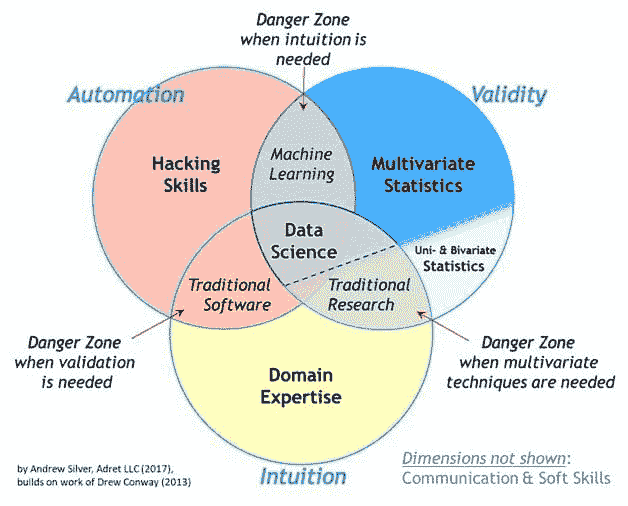 Danger Zone
when intuition is
needed
Automation
Validity
Hacking
Skills
Machine
Learning
Multivariate
Statistics
Data
Science
Uni- & Bivariate
Statistics
Traditional
Software
Traditional
Research
Danger Zone
when validation
is needed
Danger Zone
when multivariate
techniques are needed
Domain
Expertise
by Andrew Silver, Adret LLC (2017),
builds on work of Drew Conway (2013)
Intuition
Dimensions not shown:
Communication & Soft Skills